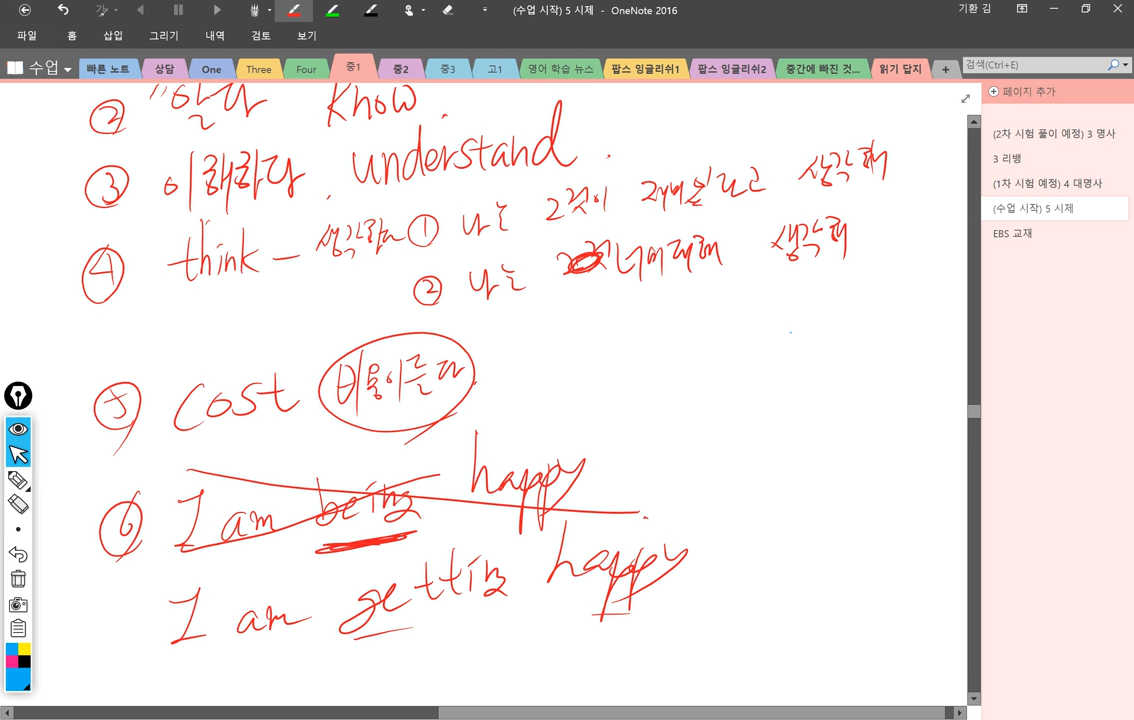 (수업 시작) 5 시제 - OneNote 2016
기환 김
파일 홈 삽입 그리기 내역 검토 보기
수업 빠른 노트 상담 One Three Four 중1 중2 중3 고1 영어 학습 뉴스 팝스 잉글리쉬1 팝스 잉글리쉬2 중간에 빠진 것... 읽기 답지 + 검색(Ctrl+E)
페이지 추가
(2차 시험 풀이 예정) 3 명사
3 리뱅
(1차 시험 예정) 4 대명사
(수업 시작) 5 시제
EBS 교재
② "알다 know.
③ 이해하다. understand.
④ think - 생각하다 ① 나는 그것이 재미있다고 생각해
② 나는 너에대해 생각해
⑤ cost 비용이들다.
⑥ I am being happy.
I am getting happy